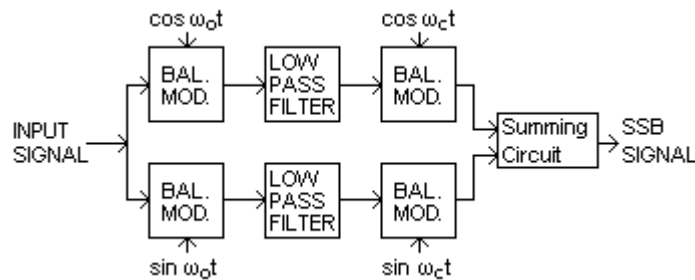 cos ω₀t
cos ω꜀t
BAL.
MOD.
LOW
PASS
FILTER
BAL.
MOD.
INPUT
SIGNAL
Summing
Circuit
SSB
SIGNAL
BAL.
MOD.
LOW
PASS
FILTER
BAL.
MOD.
sin ω₀t
sin ω꜀t